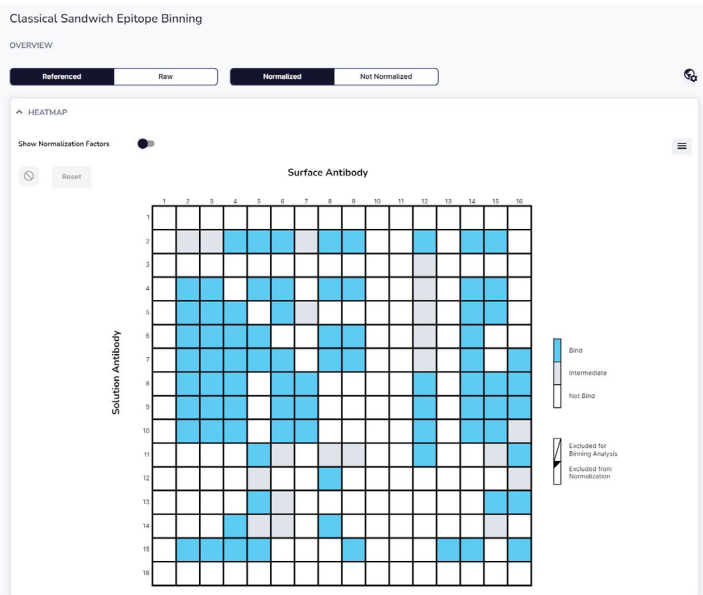 Classical Sandwich Epitope Binning
OVERVIEW
Referenced Raw Normalized Not Normalized
HEATMAP
Show Normalization Factors
Reset
Surface Antibody
1 2 3 4 5 6 7 8 9 10 11 12 13 14 15 16
Solution Antibody
1
2
3
4
5
6
7
8
9
10
11
12
13
14
15
16
Bind
Intermediate
Not Bind
Excluded for
Binning Analysis
Excluded from
Normalization